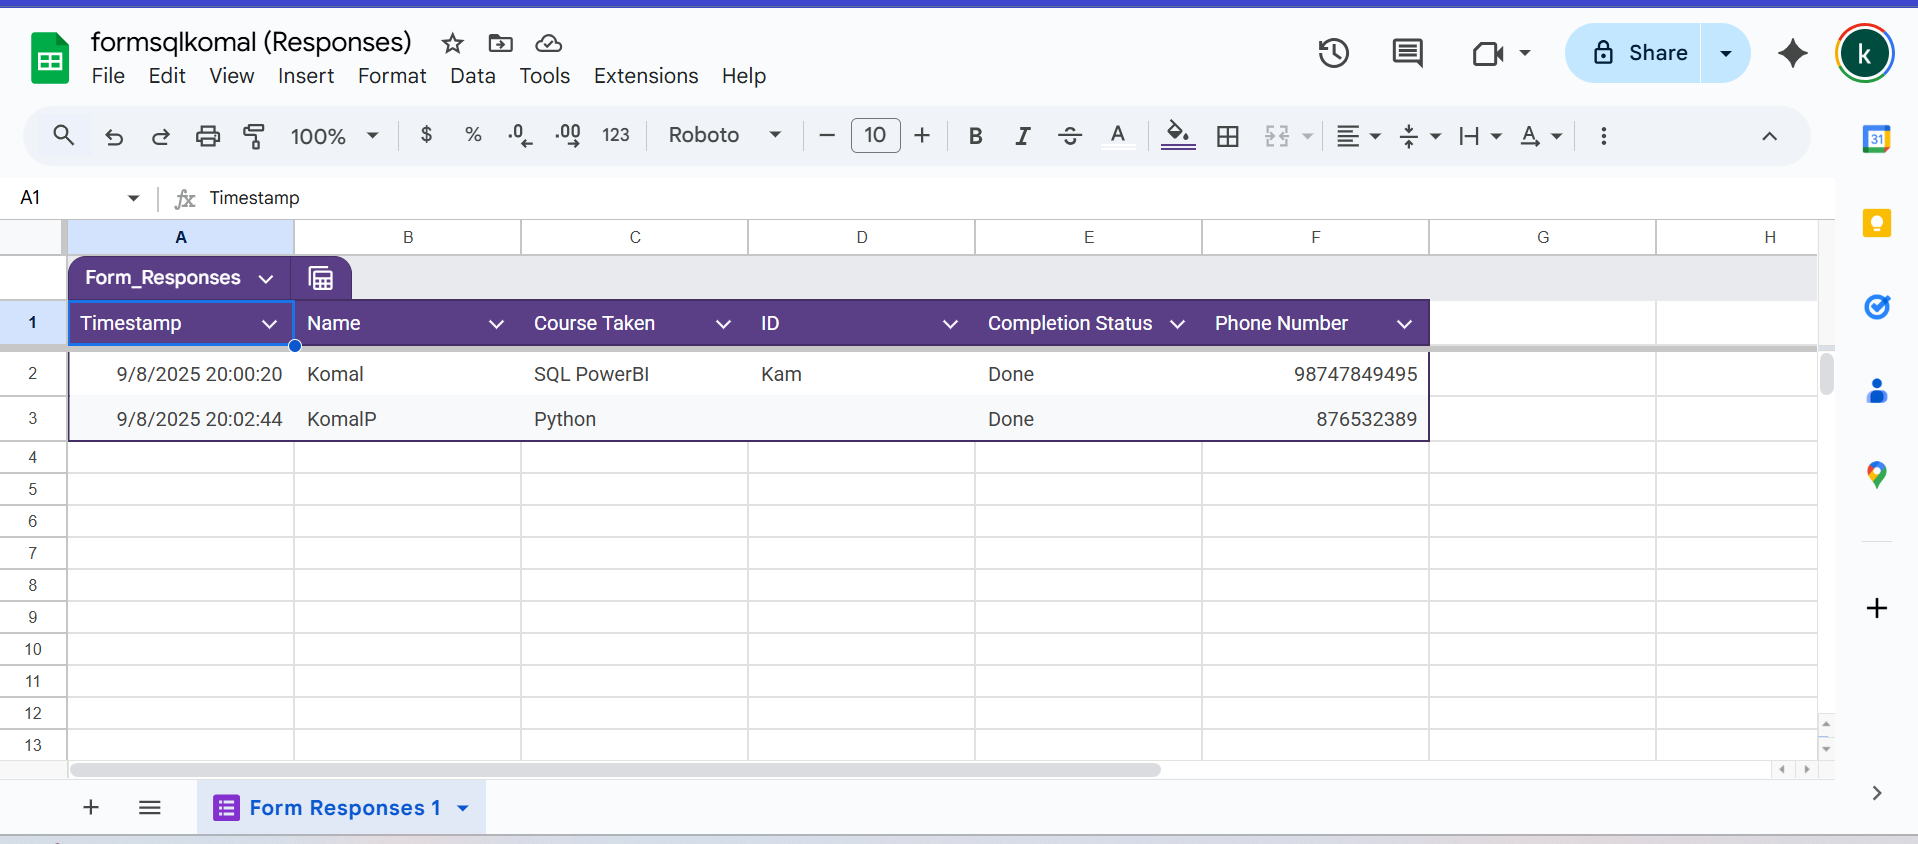 formsqlkomal (Responses)
File Edit View Insert Format Data Tools Extensions Help
Share
k
100% $ % .0 .00 123 Roboto 10 B I A A
31
A1 fx Timestamp
A B C D E F G H
Form_Responses
1 Timestamp Name Course Taken ID Completion Status Phone Number
2 9/8/2025 20:00:20 Komal SQL PowerBI Kam Done 98747849495
3 9/8/2025 20:02:44 KomalP Python Done 876532389
4
5
6
7
8
9
10
11
12
13
Form Responses 1